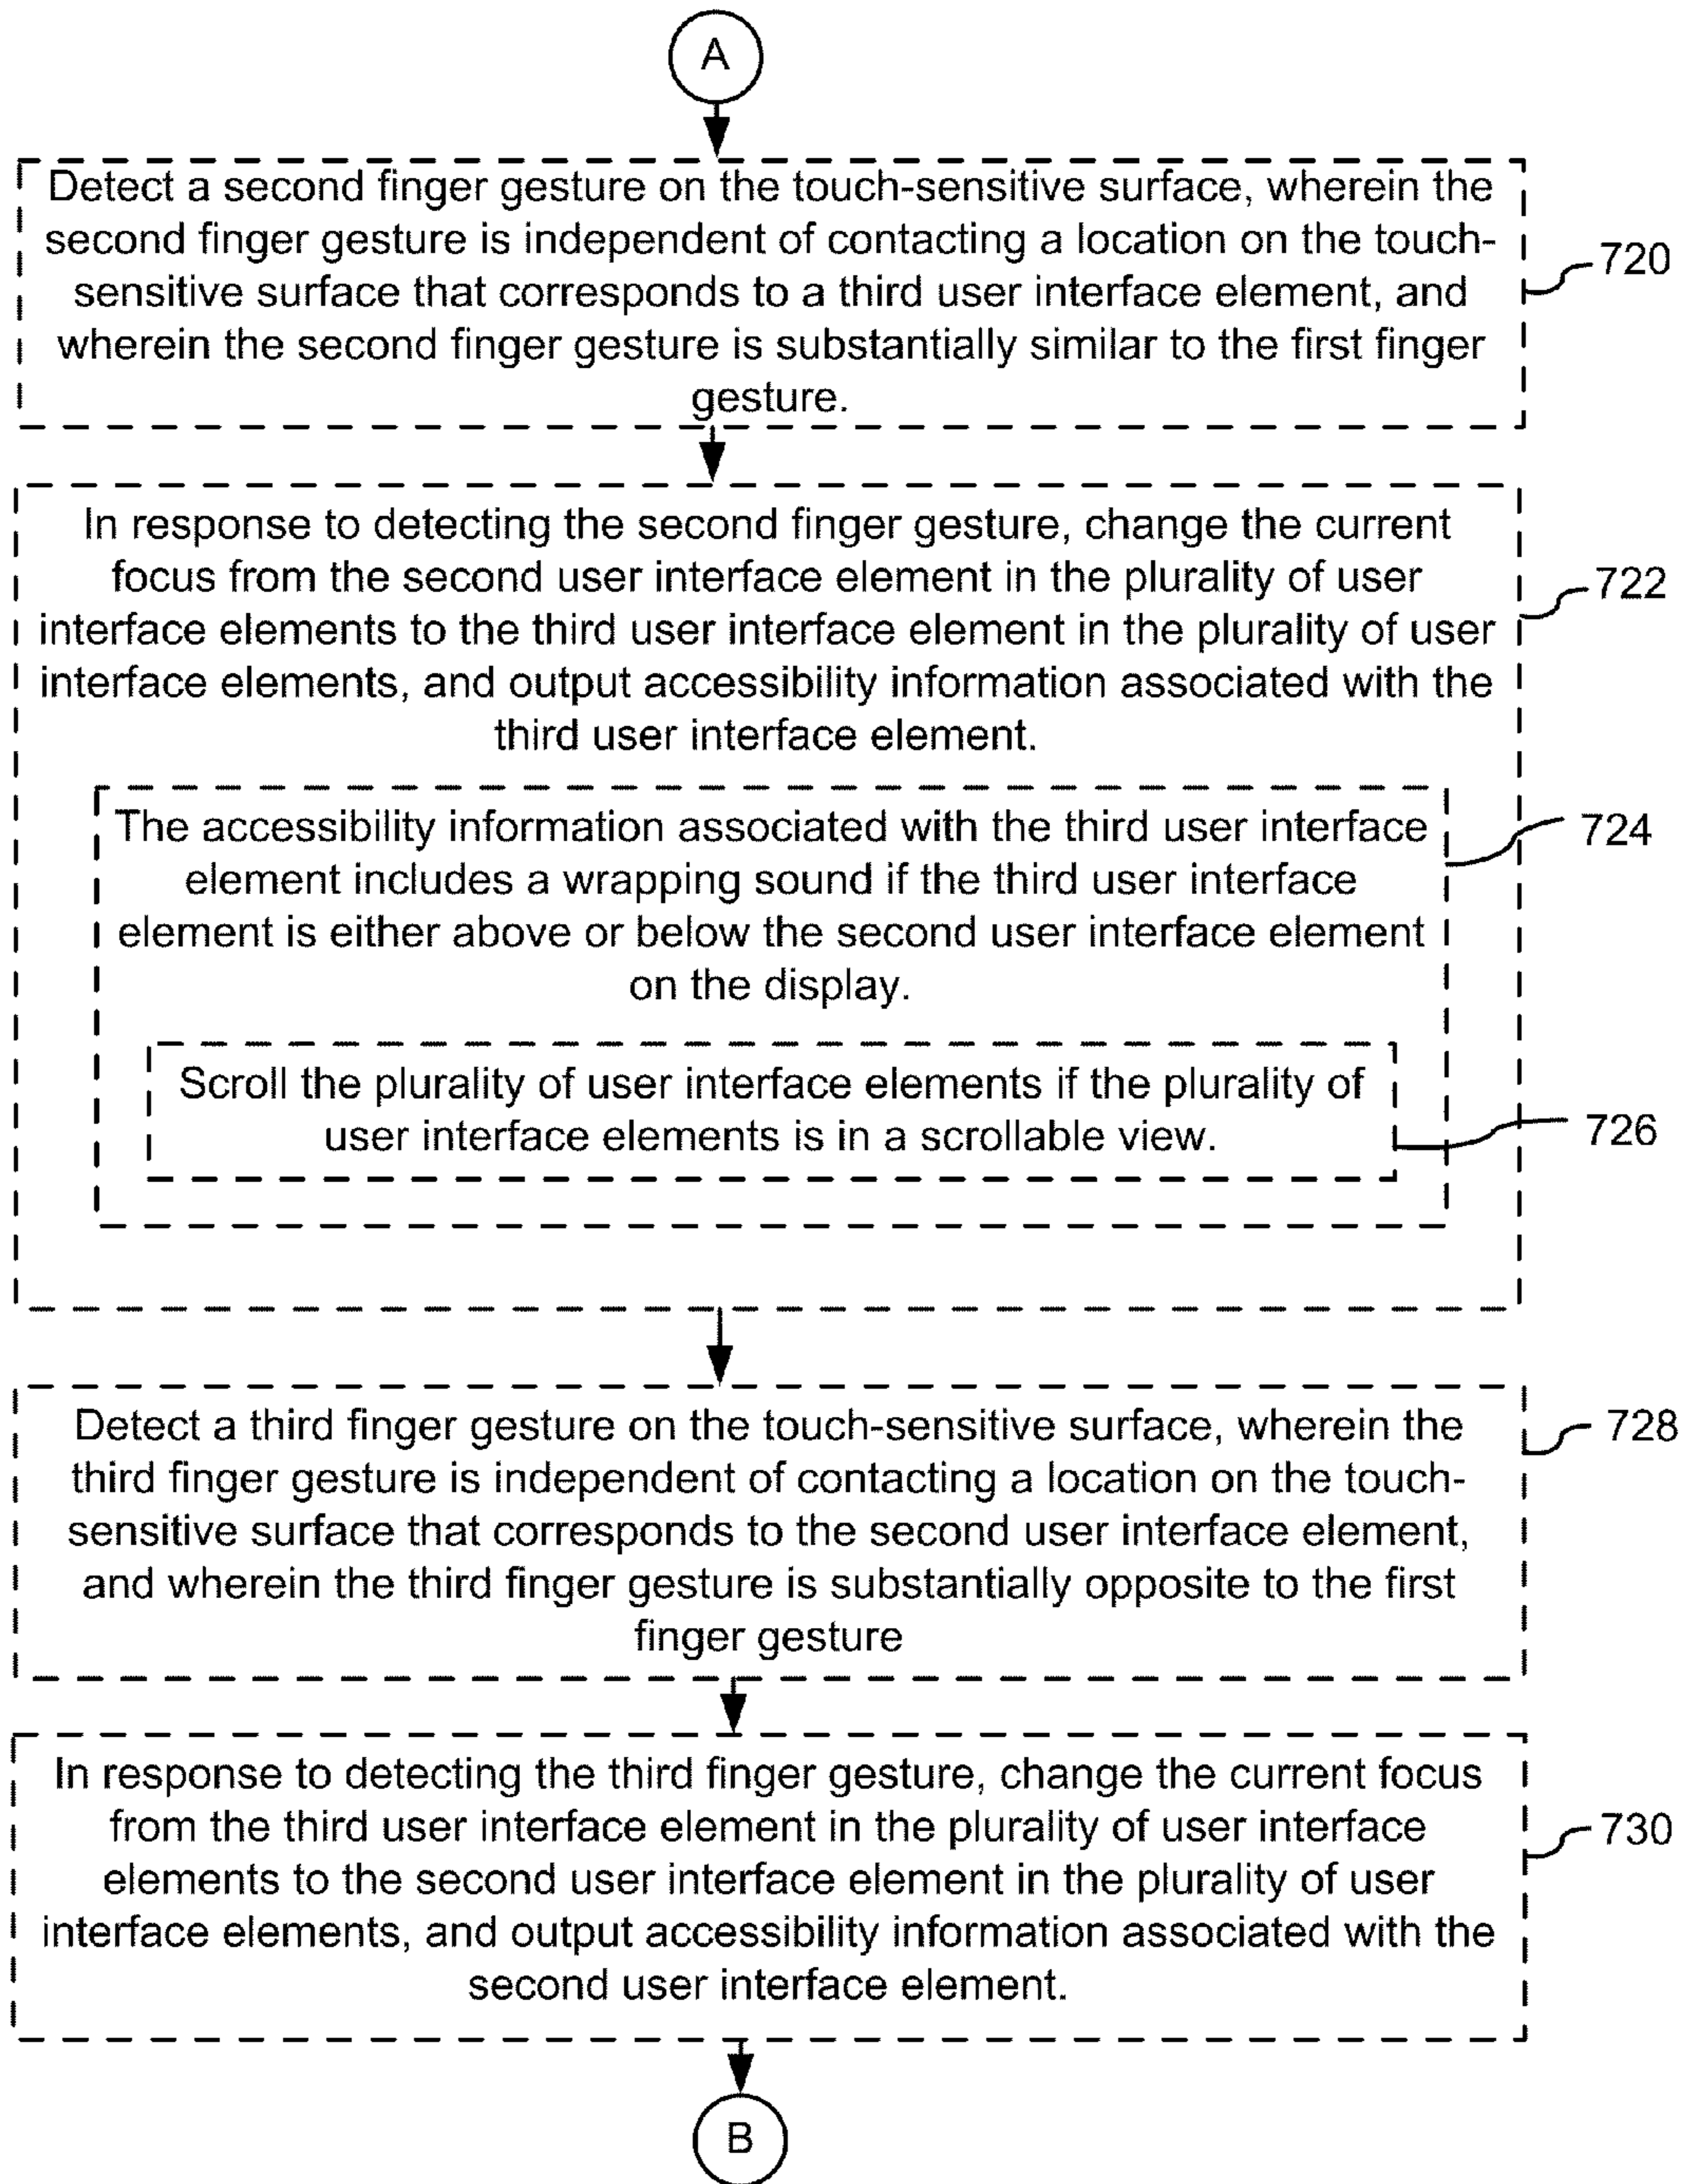 A
Detect a second finger gesture on the touch-sensitive surface, wherein the
second finger gesture is independent of contacting a location on the touch-
sensitive surface that corresponds to a third user interface element, and
wherein the second finger gesture is substantially similar to the first finger
gesture.
720
In response to detecting the second finger gesture, change the current
focus from the second user interface element in the plurality of user
interface elements to the third user interface element in the plurality of user
interface elements, and output accessibility information associated with the
third user interface element.
722
The accessibility information associated with the third user interface
element includes a wrapping sound if the third user interface
element is either above or below the second user interface element
on the display.
724
Scroll the plurality of user interface elements if the plurality of
user interface elements is in a scrollable view.
726
Detect a third finger gesture on the touch-sensitive surface, wherein the
third finger gesture is independent of contacting a location on the touch-
sensitive surface that corresponds to the second user interface element,
and wherein the third finger gesture is substantially opposite to the first
finger gesture
728
In response to detecting the third finger gesture, change the current focus
from the third user interface element in the plurality of user interface
elements to the second user interface element in the plurality of user
interface elements, and output accessibility information associated with the
second user interface element.
730
B